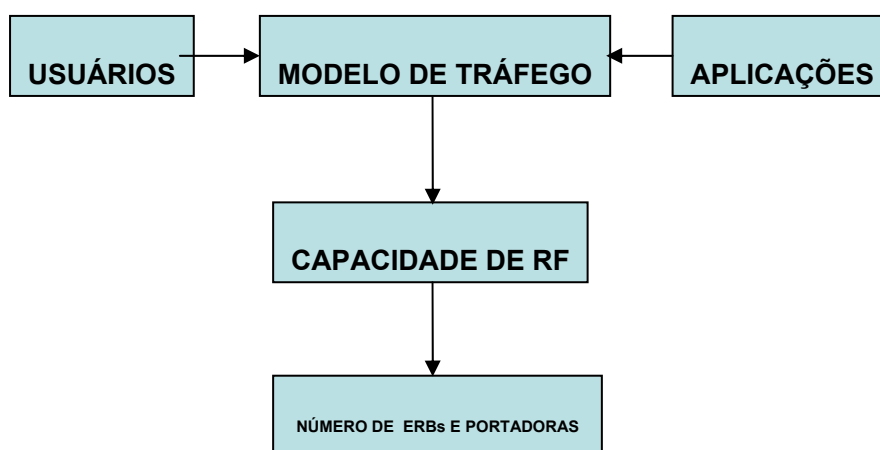 USUÁRIOS
MODELO DE TRÁFEGO
APLICAÇÕES
CAPACIDADE DE RF
NÚMERO DE ERBs E PORTADORAS